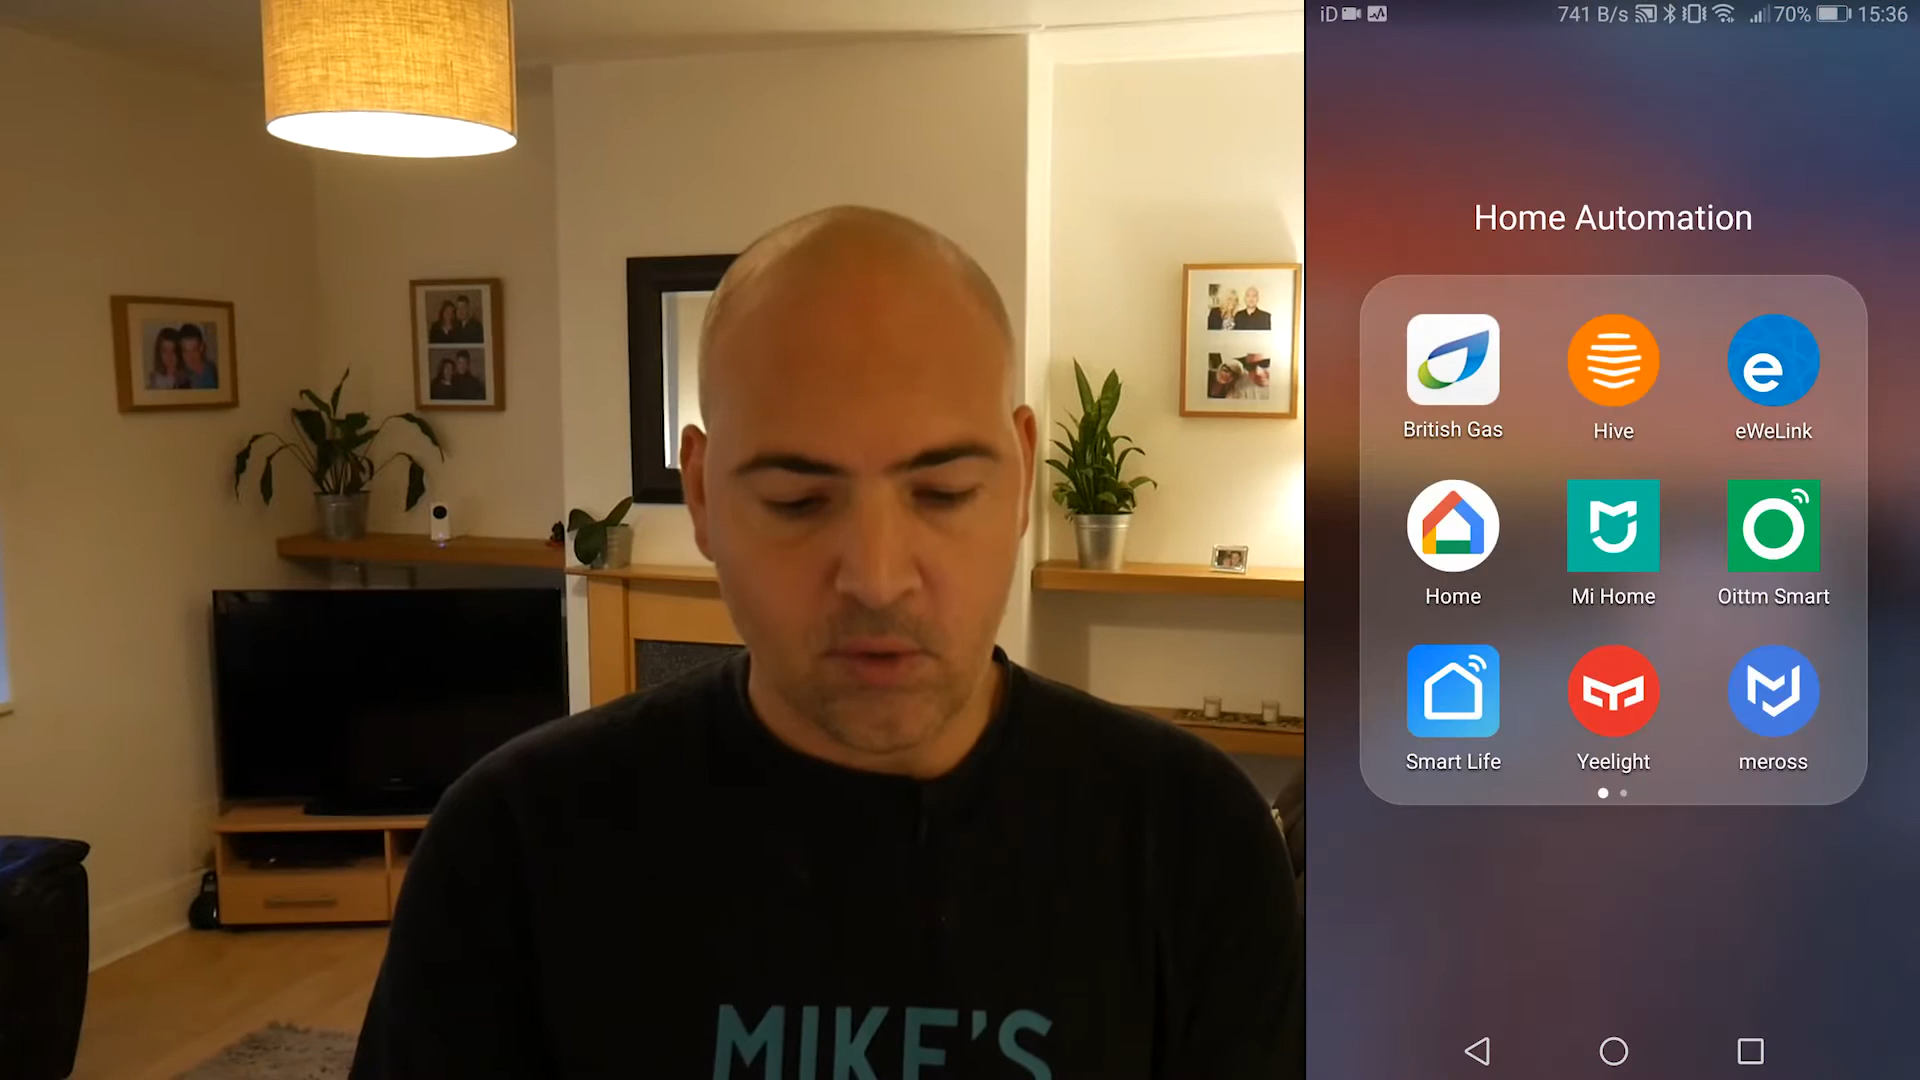 iD 741 B/s 70% 15:36
Home Automation
British Gas Hive eWeLink
Home Mi Home Oittm Smart
Smart Life Yeelight meross
MIKE'S